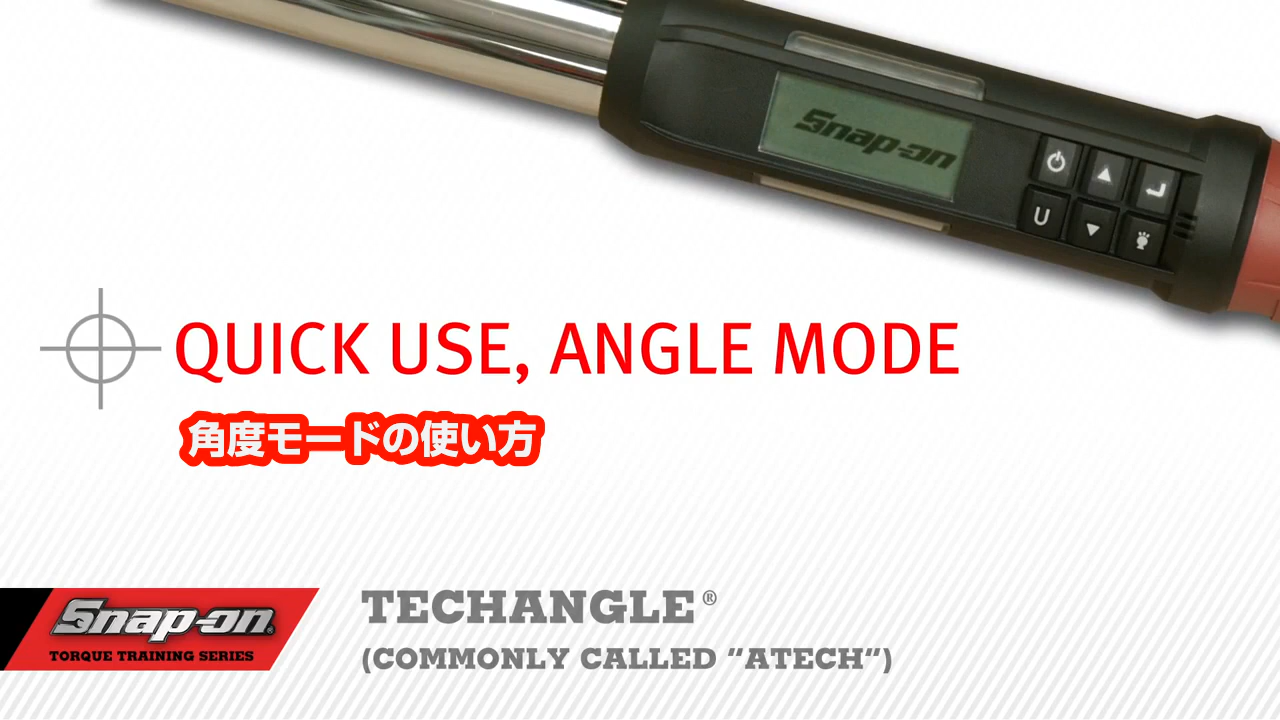 Snap-on
U
QUICK USE, ANGLE MODE
角度モードの使い方
Snap-on®
TORQUE TRAINING SERIES
TECHANGLE®
(COMMONLY CALLED "ATECH")